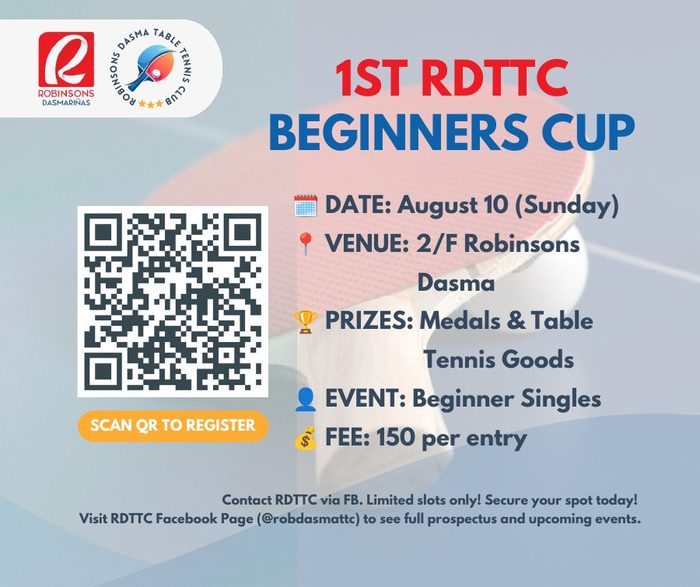 ROBINSONS
DASMARIÑAS
ROBINSONS DASMA TABLE TENNIS CLUB
1ST RDTTC
BEGINNERS CUP
DATE: August 10 (Sunday)
VENUE: 2/F Robinsons
Dasma
PRIZES: Medals & Table
Tennis Goods
EVENT: Beginner Singles
FEE: 150 per entry
SCAN QR TO REGISTER
Contact RDTTC via FB. Limited slots only! Secure your spot today!
Visit RDTTC Facebook Page (@robdasmattc) to see full prospectus and upcoming events.